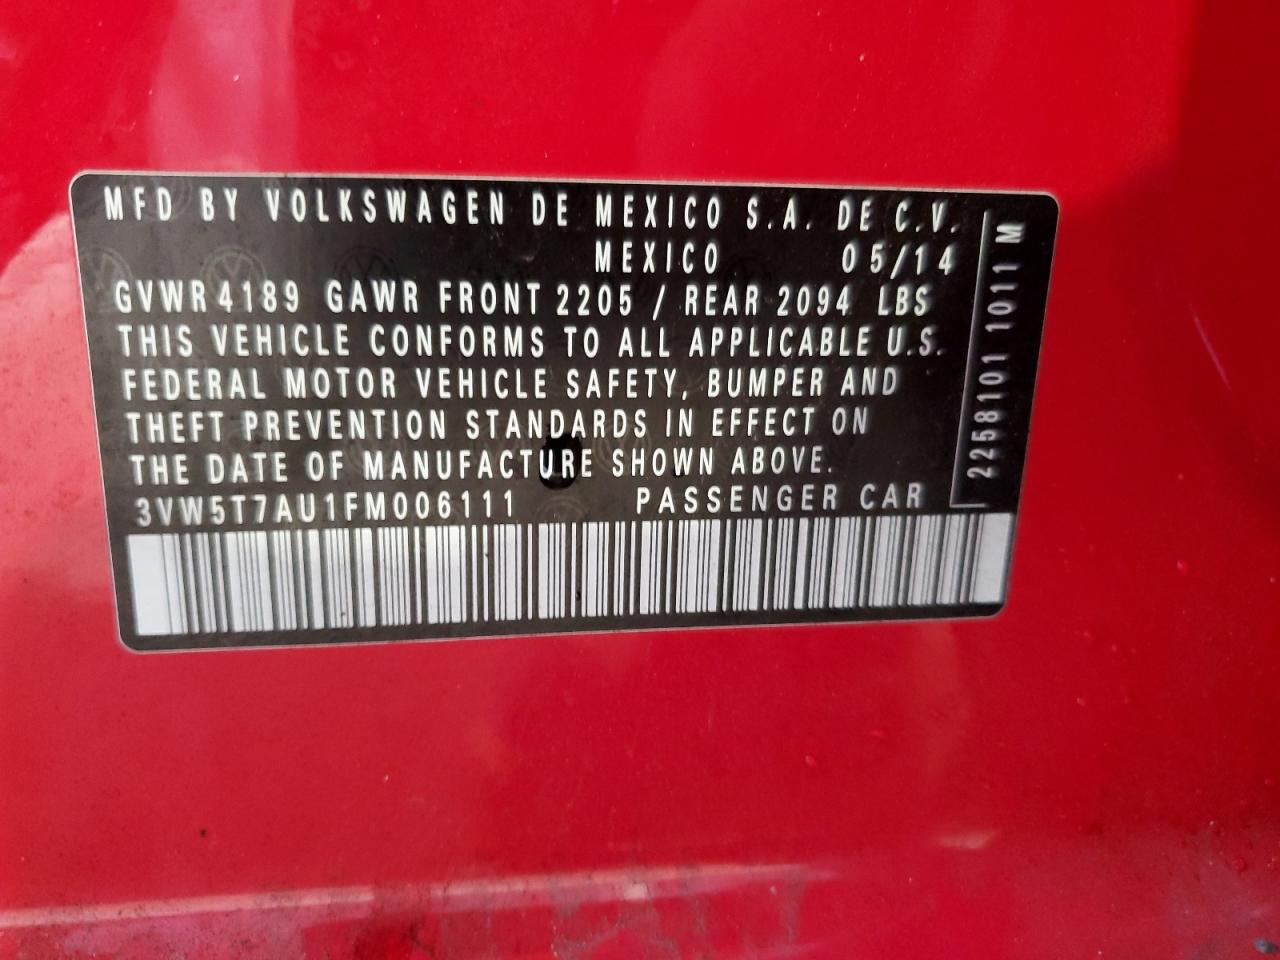 MFD BY VOLKSWAGEN DE MEXICO S.A. DE C.V.
MEXICO 05/14
GVWR 4189 GAWR FRONT 2205 / REAR 2094 LBS
THIS VEHICLE CONFORMS TO ALL APPLICABLE U.S.
FEDERAL MOTOR VEHICLE SAFETY, BUMPER AND
THEFT PREVENTION STANDARDS IN EFFECT ON
THE DATE OF MANUFACTURE SHOWN ABOVE.
3VW5T7AU1FM006111 PASSENGER CAR
2258101 1011 M